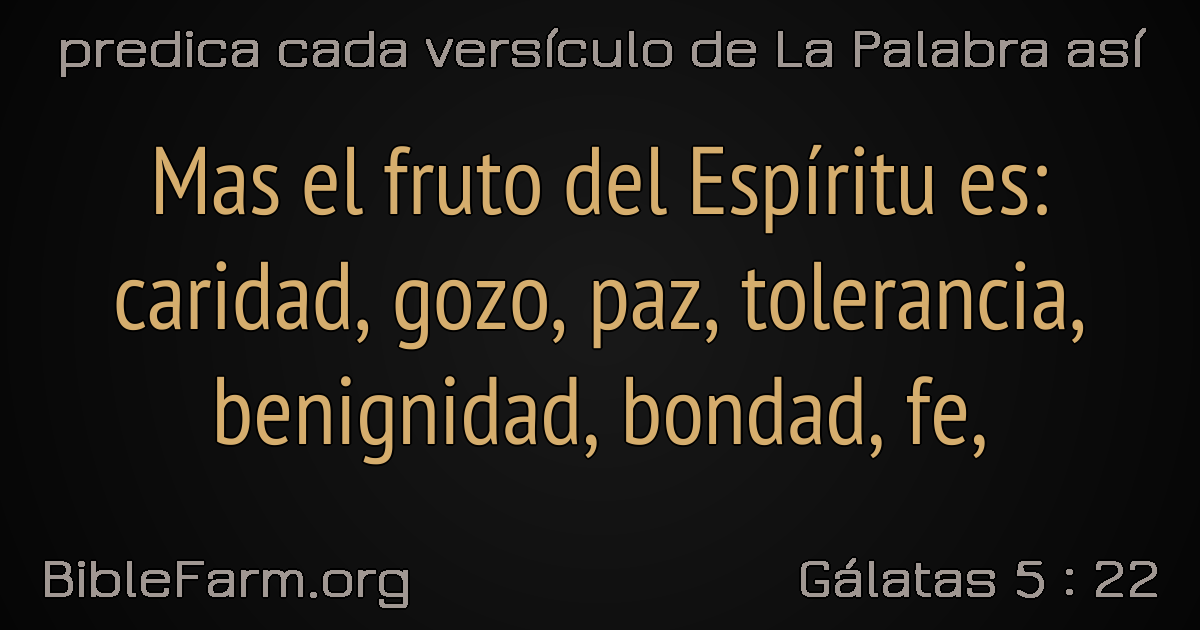 predica cada versículo de La Palabra así
Mas el fruto del Espíritu es:
caridad, gozo, paz, tolerancia,
benignidad, bondad, fe,
BibleFarm.org
Gálatas 5 : 22